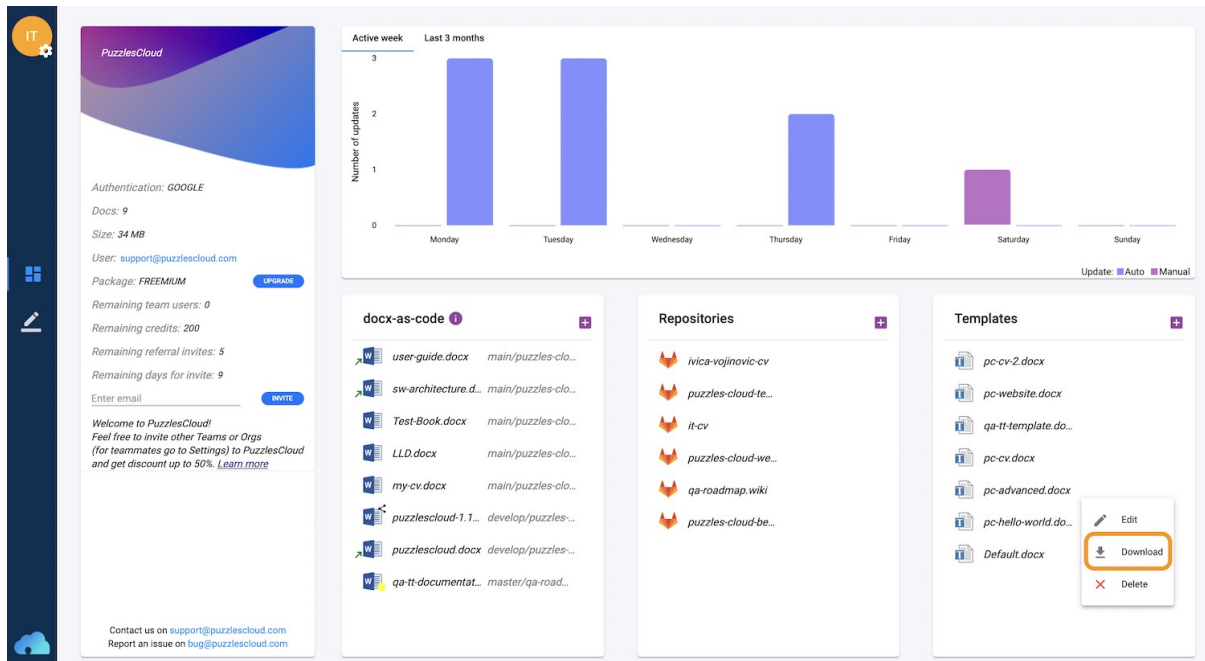 IT
PuzzlesCloud
Authentication: GOOGLE
Docs: 9
Size: 34 MB
User: support@puzzlescloud.com
Package: FREEMIUM
UPGRADE
Remaining team users: 0
Remaining credits: 200
Remaining referral invites: 5
Remaining days for invite: 9
Enter email
INVITE
Welcome to PuzzlesCloud!
Feel free to invite other Teams or Orgs
(for teammates go to Settings) to PuzzlesCloud
and get discount up to 50%. Learn more
Contact us on support@puzzlescloud.com
Report an issue on bug@puzzlescloud.com
Active week Last 3 months
Number of updates
3
2
1
0
Monday Tuesday Wednesday Thursday Friday Saturday Sunday
Update: Auto Manual
docx-as-code
user-guide.docx main/puzzles-clo...
sw-architecture.d... main/puzzles-clo...
Test-Book.docx main/puzzles-clo...
LLD.docx main/puzzles-clo...
my-cv.docx main/puzzles-clo...
puzzlescloud-1.1... develop/puzzles-...
puzzlescloud.docx develop/puzzles-...
qa-tt-documentat... master/qa-road...
Repositories
ivica-vojinovic-cv
puzzles-cloud-te...
it-cv
puzzles-cloud-we...
qa-roadmap.wiki
puzzles-cloud-be...
Templates
pc-cv-2.docx
pc-website.docx
qa-tt-template.do...
pc-cv.docx
pc-advanced.docx
pc-hello-world.do...
Default.docx
Edit
Download
Delete